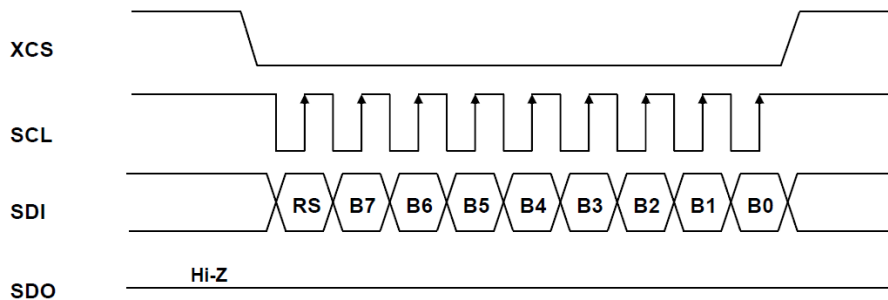 XCS
SCL
SDI RS B7 B6 B5 B4 B3 B2 B1 B0
Hi-Z
SDO